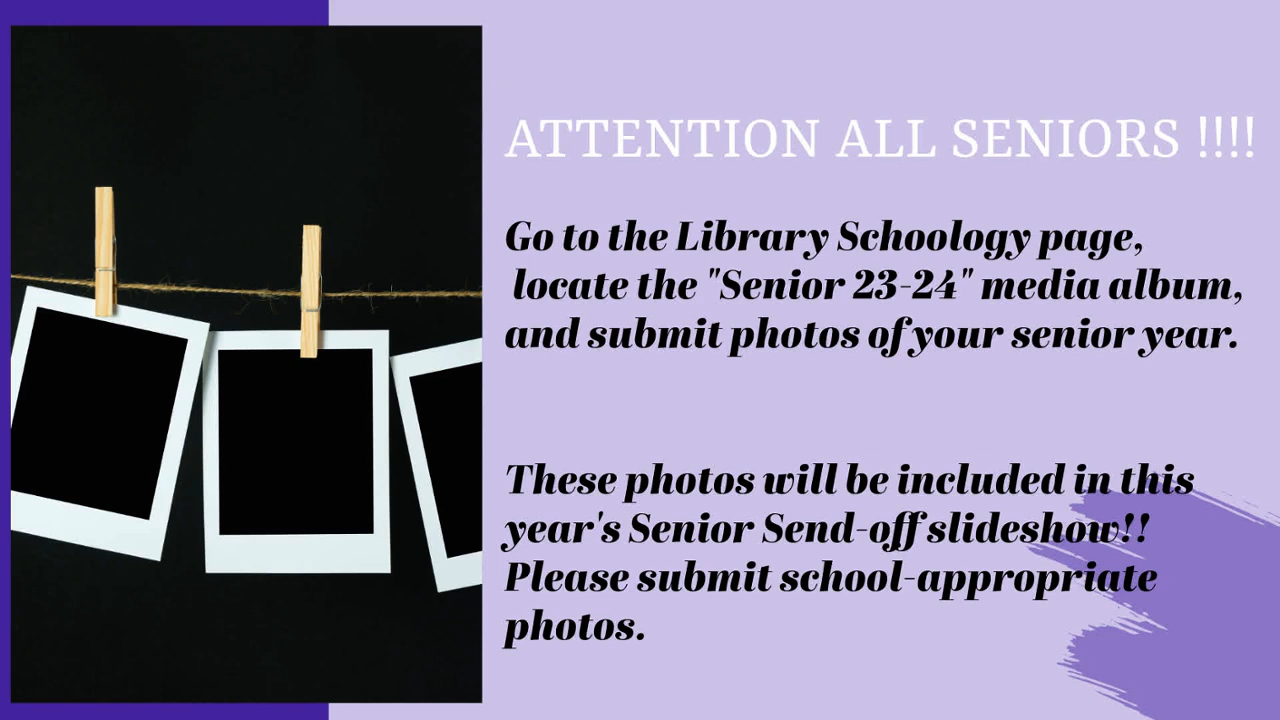 ATTENTION ALL SENIORS !!!!
Go to the Library Schoology page,
locate the "Senior 23-24" media album,
and submit photos of your senior year.
These photos will be included in this
year's Senior Send-off slideshow!!
Please submit school-appropriate
photos.